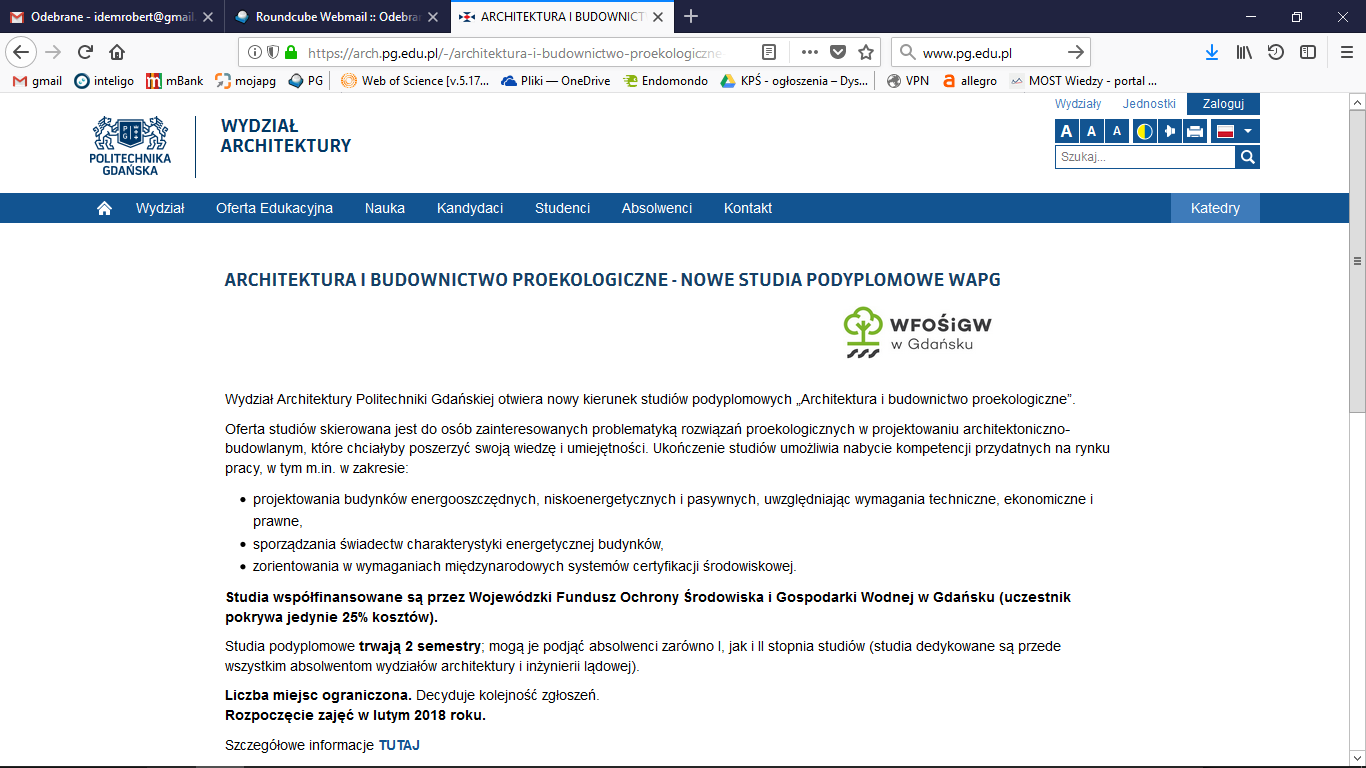 Odebrane - idemrobert@gmail.
Roundcube Webmail :: Odebran
ARCHITEKTURA I BUDOWNICT
https://arch.pg.edu.pl/-/architektura-i-budownictwo-proekologiczne
www.pg.edu.pl
gmail
inteligo
mBank
mojapg
PG
Web of Science [v.5.17...
Pliki — OneDrive
Endomondo
KPŚ - ogłoszenia – Dys...
VPN
allegro
MOST Wiedzy - portal ...
POLITECHNIKA
GDAŃSKA
WYDZIAŁ
ARCHITEKTURY
Wydziały Jednostki Zaloguj
A A A
Szukaj...
Wydział Oferta Edukacyjna Nauka Kandydaci Studenci Absolwenci Kontakt Katedry
ARCHITEKTURA I BUDOWNICTWO PROEKOLOGICZNE - NOWE STUDIA PODYPLOMOWE WAPG
WFOŚiGW
w Gdańsku
Wydział Architektury Politechniki Gdańskiej otwiera nowy kierunek studiów podyplomowych „Architektura i budownictwo proekologiczne”.
Oferta studiów skierowana jest do osób zainteresowanych problematyką rozwiązań proekologicznych w projektowaniu architektoniczno-
budowlanym, które chciałyby poszerzyć swoją wiedzę i umiejętności. Ukończenie studiów umożliwia nabycie kompetencji przydatnych na rynku
pracy, w tym m.in. w zakresie:
• projektowania budynków energooszczędnych, niskoenergetycznych i pasywnych, uwzględniając wymagania techniczne, ekonomiczne i
prawne,
• sporządzania świadectw charakterystyki energetycznej budynków,
• zorientowania w wymaganiach międzynarodowych systemów certyfikacji środowiskowej.
Studia współfinansowane są przez Wojewódzki Fundusz Ochrony Środowiska i Gospodarki Wodnej w Gdańsku (uczestnik
pokrywa jedynie 25% kosztów).
Studia podyplomowe trwają 2 semestry; mogą je podjąć absolwenci zarówno I, jak i II stopnia studiów (studia dedykowane są przede
wszystkim absolwentom wydziałów architektury i inżynierii lądowej).
Liczba miejsc ograniczona. Decyduje kolejność zgłoszeń.
Rozpoczęcie zajęć w lutym 2018 roku.
Szczegółowe informacje TUTAJ